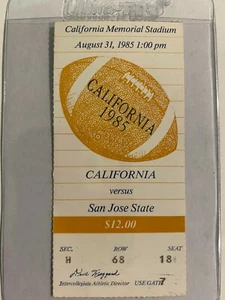 California Memorial Stadium
August 31, 1985 1:00 pm
CALIFORNIA
1985
CALIFORNIA
versus
San Jose State
$12.00
SEC. ROW SEAT
H 68 18
Intercollegiate Athletic Director USE GATE 7